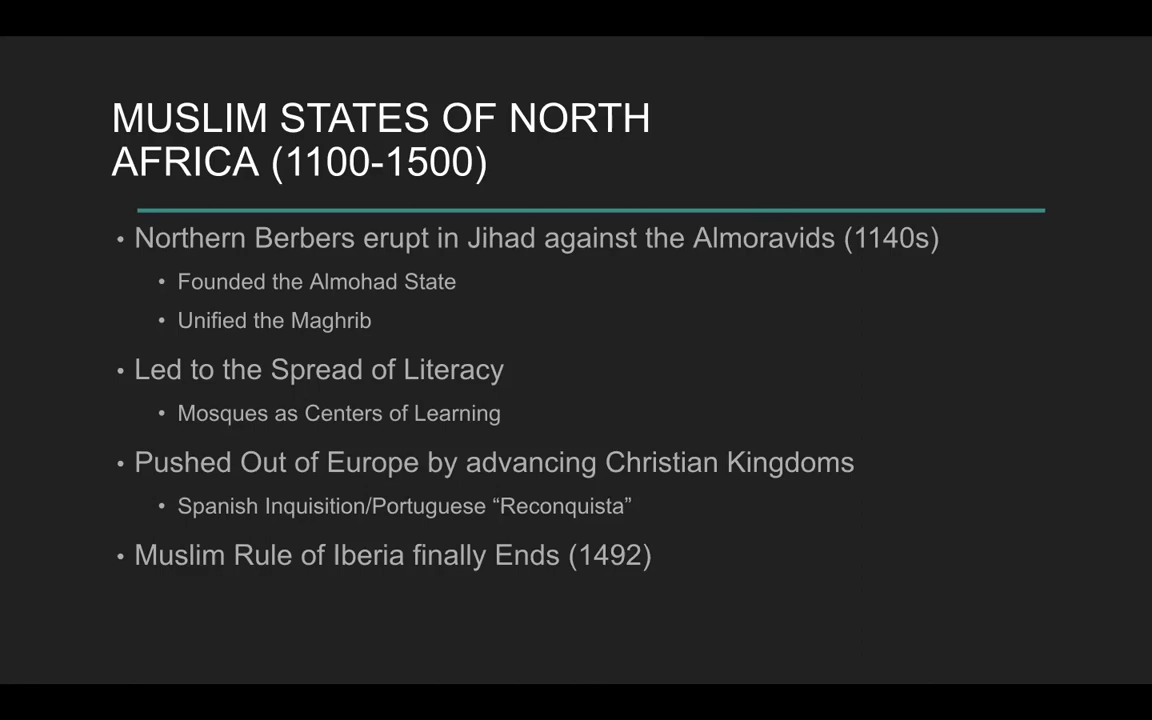 MUSLIM STATES OF NORTH
AFRICA (1100-1500)
• Northern Berbers erupt in Jihad against the Almoravids (1140s)
• Founded the Almohad State
• Unified the Maghrib
• Led to the Spread of Literacy
• Mosques as Centers of Learning
• Pushed Out of Europe by advancing Christian Kingdoms
• Spanish Inquisition/Portuguese “Reconquista”
• Muslim Rule of Iberia finally Ends (1492)